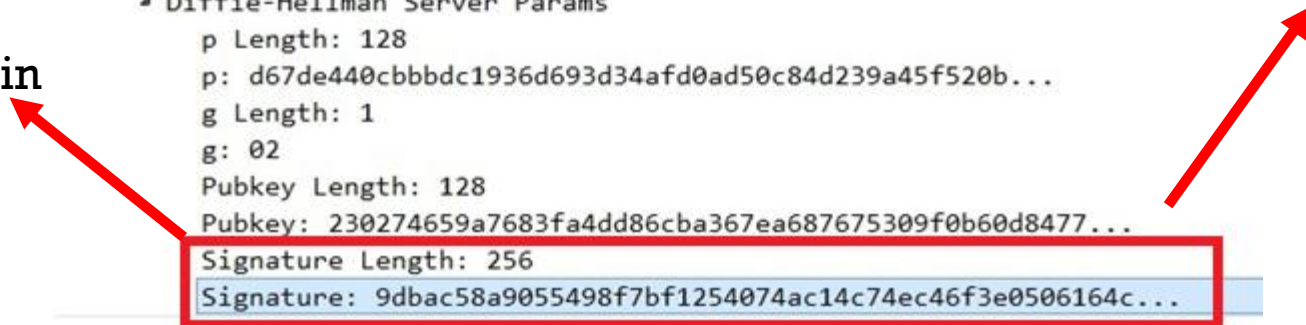 Diffie-Hellman Server Params
p Length: 128
in
p: d67de440cbbbdc1936d693d34afd0ad50c84d239a45f520b...
g Length: 1
g: 02
Pubkey Length: 128
Pubkey: 230274659a7683fa4dd86cba367ea687675309f0b60d8477...
Signature Length: 256
Signature: 9dbac58a9055498f7bf1254074ac14c74ec46f3e0506164c...